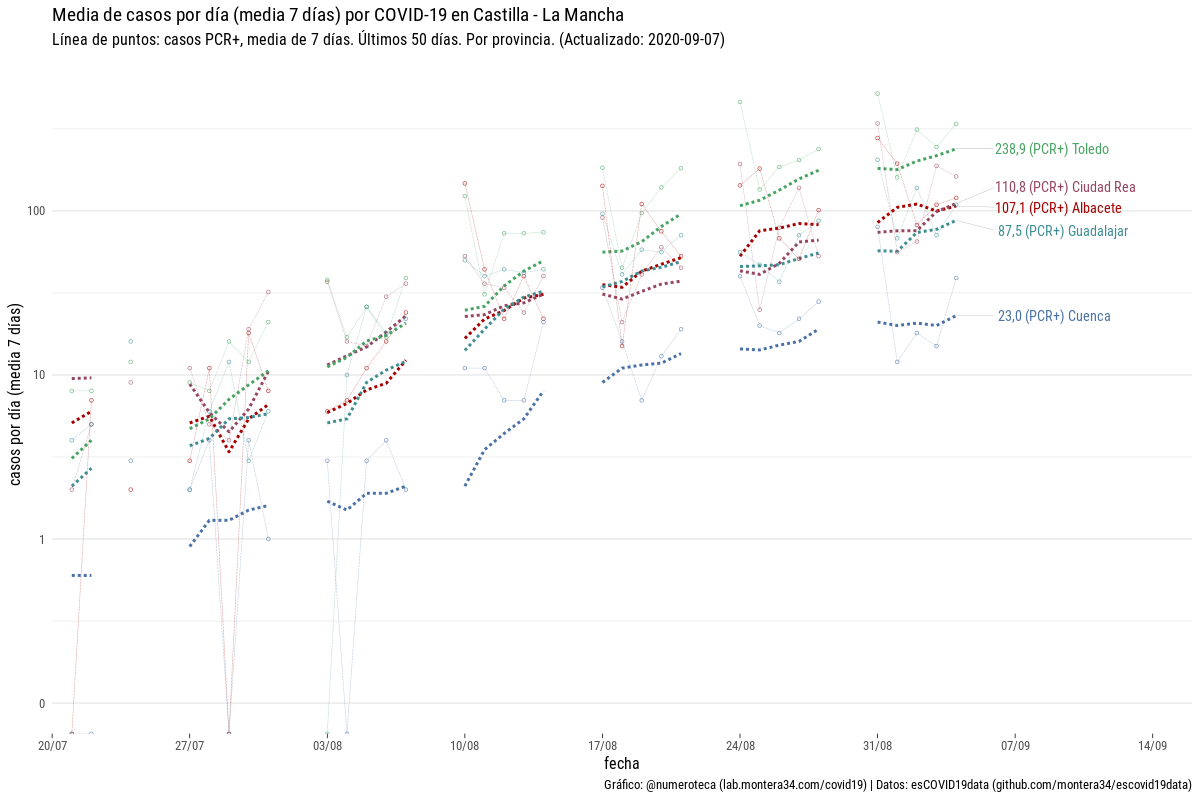 Media de casos por día (media 7 días) por COVID-19 en Castilla - La Mancha
Línea de puntos: casos PCR+, media de 7 días. Últimos 50 días. Por provincia. (Actualizado: 2020-09-07)
casos por día (media 7 días)
100
10
1
0
238,9 (PCR+) Toledo
110,8 (PCR+) Ciudad Rea
107,1 (PCR+) Albacete
87,5 (PCR+) Guadalajar
23,0 (PCR+) Cuenca
20/07
27/07
03/08
10/08
17/08
24/08
31/08
07/09
14/09
fecha
Gráfico: @numeroteca (lab.montera34.com/covid19) | Datos: esCOVID19data (github.com/montera34/escovid19data)